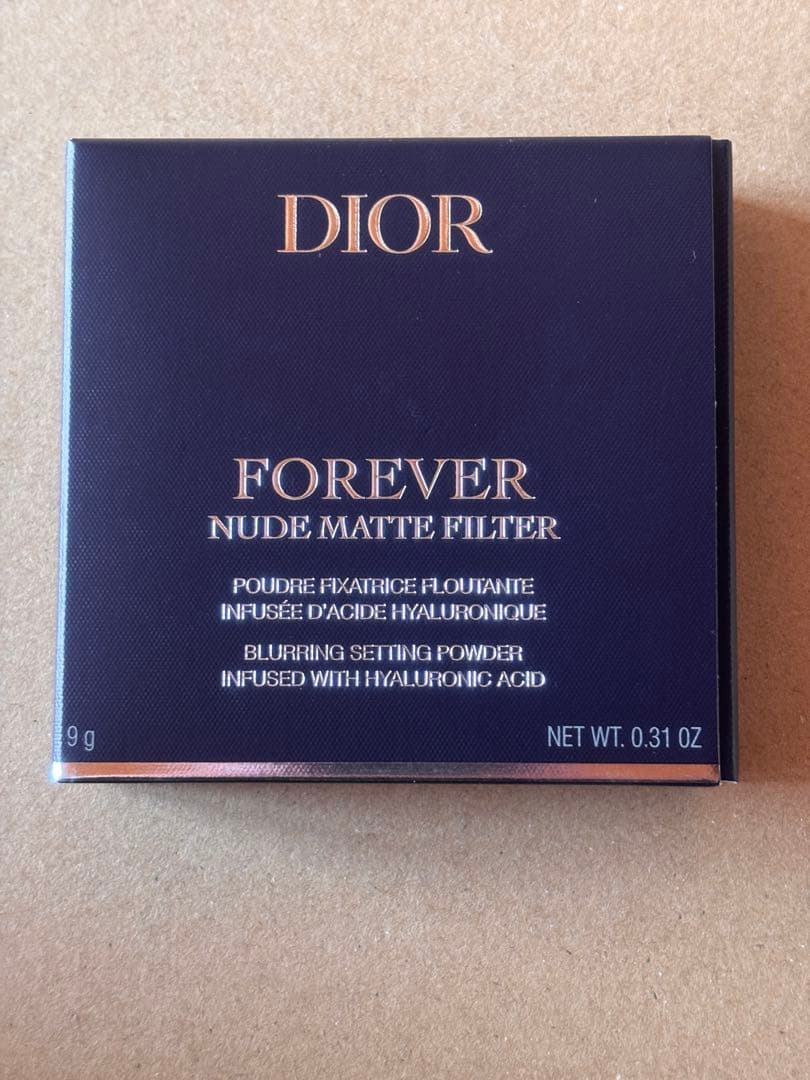 DIOR
FOREVER
NUDE MATTE FILTER
POUDRE FIXATRICE FLOUTANTE
INFUSÉE D'ACIDE HYALURONIQUE
BLURRING SETTING POWDER
INFUSED WITH HYALURONIC ACID
9 g NET WT. 0.31 OZ